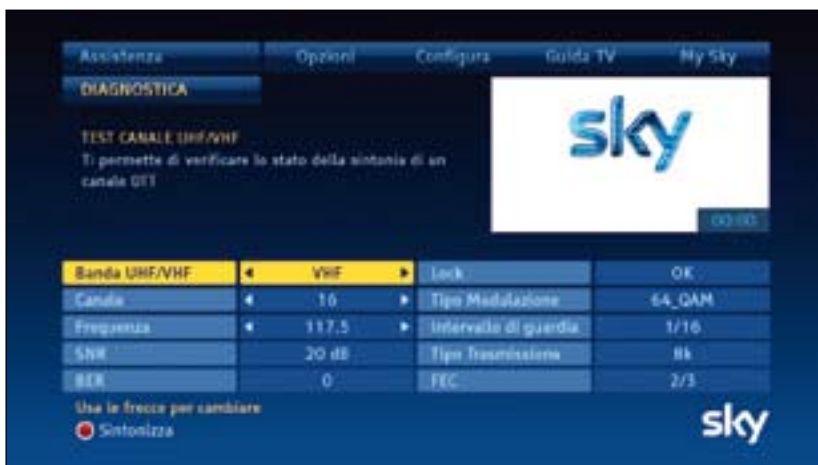 Assistenza Opzioni Configura Guida TV My Sky
DIAGNOSTICA
TEST CANALE UHF/VHF
Ti permette di verificare lo stato della sintonia di un
canale DTT
sky
00:00
Banda UHF/VHF VHF Lock OK
Canale 16 Tipo Modulazione 64_QAM
Frequenza 117.5 Intervallo di guardia 1/16
SNR 20 dB Tipo Trasmissione 8k
BER 0 FEC 2/3
Usa le frecce per cambiare
Sintonizza
sky